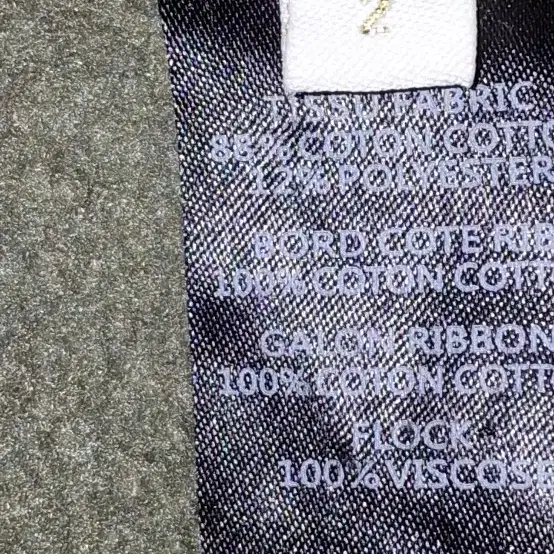 2
TISSU FABRIC
88% COTON COTTO
12% POLYESTER
BORD COTE RIB
100% COTON COTT
GALON RIBBON
100% COTON COTT
FLOCK
100% VISCOSE